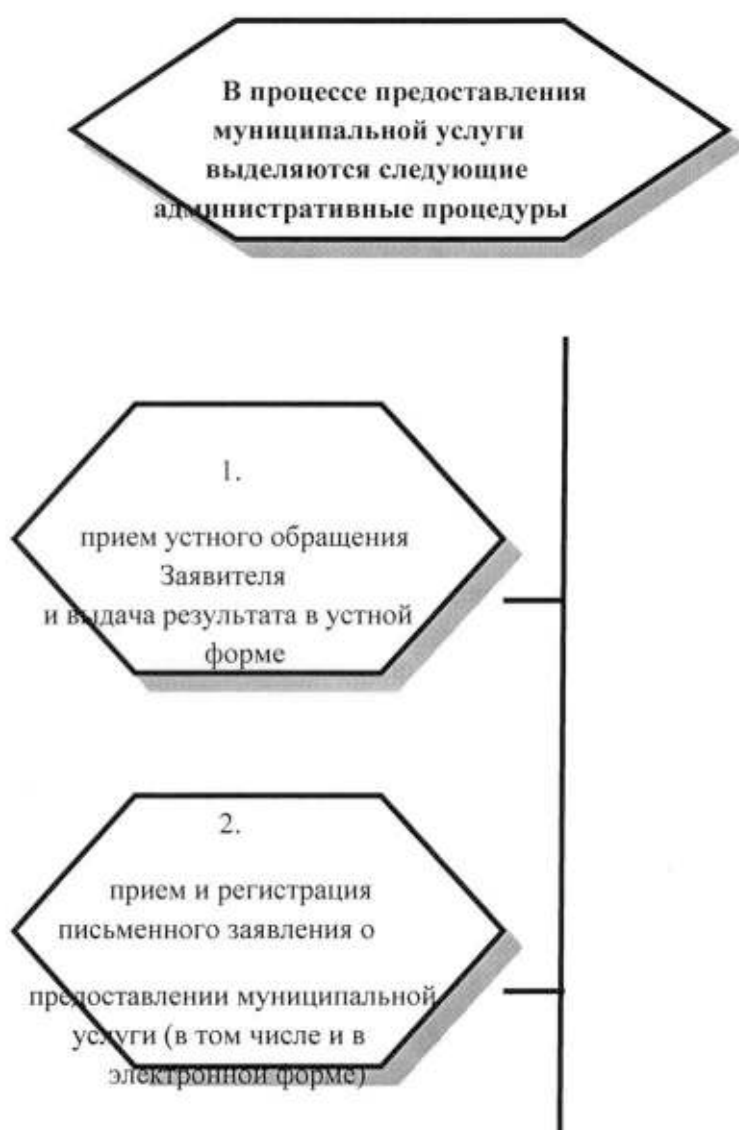 В процессе предоставления
муниципальной услуги
выделяются следующие
административные процедуры
1.
прием устного обращения
Заявителя
и выдача результата в устной
форме
2.
прием и регистрация
письменного заявления о
предоставлении муниципальной
услуги (в том числе и в
электронной форме)